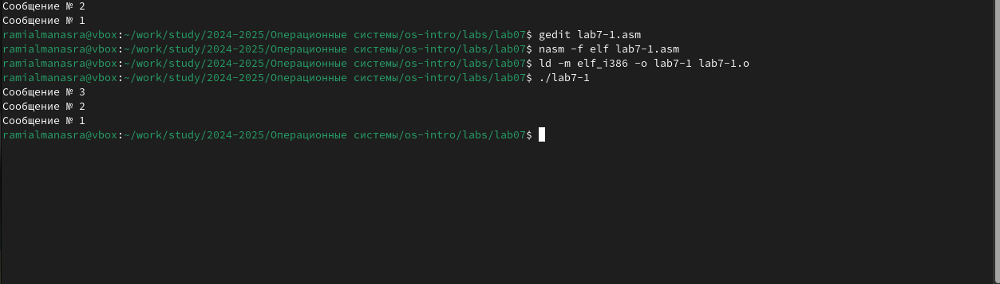 Сообщение № 2
Сообщение № 1
ramialmanasra@vbox:~/work/study/2024-2025/Операционные системы/os-intro/labs/lab07$ gedit lab7-1.asm
ramialmanasra@vbox:~/work/study/2024-2025/Операционные системы/os-intro/labs/lab07$ nasm -f elf lab7-1.asm
ramialmanasra@vbox:~/work/study/2024-2025/Операционные системы/os-intro/labs/lab07$ ld -m elf_i386 -o lab7-1 lab7-1.o
ramialmanasra@vbox:~/work/study/2024-2025/Операционные системы/os-intro/labs/lab07$ ./lab7-1
Сообщение № 3
Сообщение № 2
Сообщение № 1
ramialmanasra@vbox:~/work/study/2024-2025/Операционные системы/os-intro/labs/lab07$